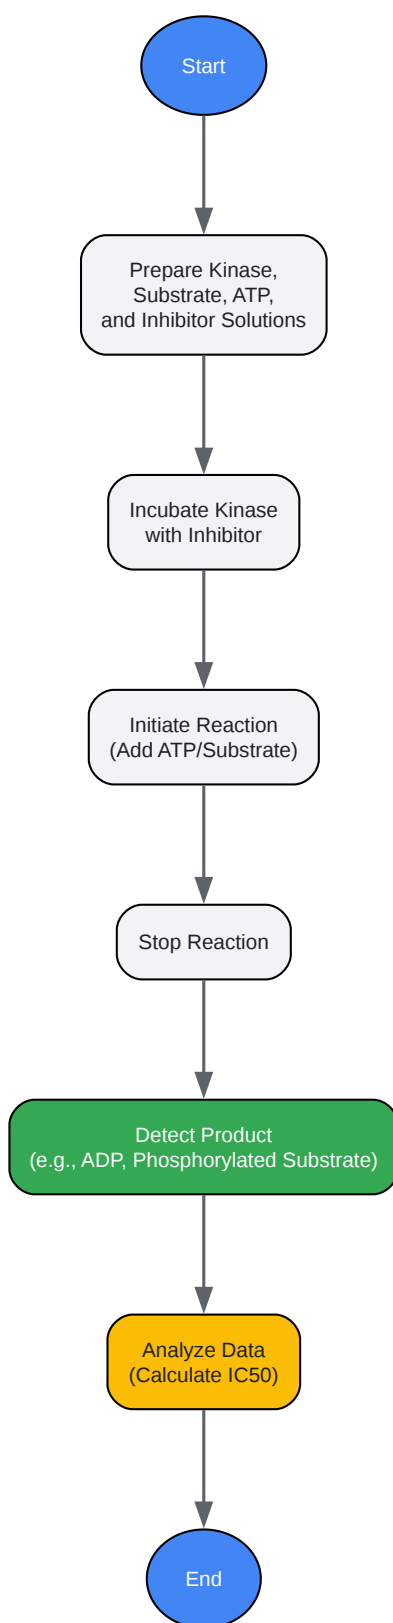 Start
Prepare Kinase,
Substrate, ATP,
and Inhibitor Solutions
Incubate Kinase
with Inhibitor
Initiate Reaction
(Add ATP/Substrate)
Stop Reaction
Detect Product
(e.g., ADP, Phosphorylated Substrate)
Analyze Data
(Calculate IC50)
End